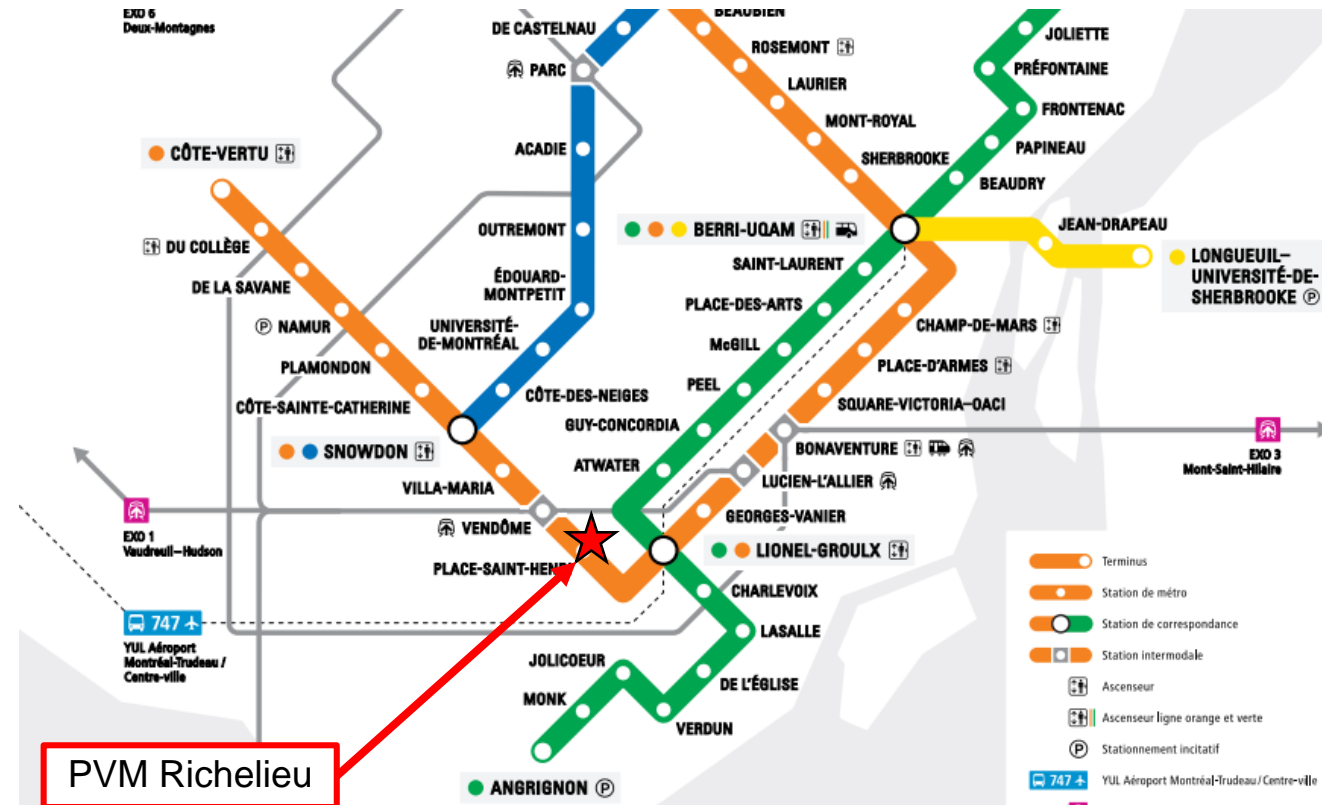 EXO 6
Deux-Montagnes
DE CASTELNAU
PARC
BEAUBIEN
ROSEMONT
LAURIER
MONT-ROYAL
SHERBROOKE
JOLIETTE
PRÉFONTAINE
FRONTENAC
PAPINEAU
BEAUDRY
CÔTE-VERTU
DU COLLÈGE
DE LA SAVANE
P NAMUR
PLAMONDON
CÔTE-SAINTE-CATHERINE
SNOWDON
VILLA-MARIA
VENDÔME
ACADIE
OUTREMONT
ÉDOUARD-
MONTPETIT
UNIVERSITÉ-
DE-MONTRÉAL
CÔTE-DES-NEIGES
BERRI-UQAM
SAINT-LAURENT
PLACE-DES-ARTS
McGILL
PEEL
GUY-CONCORDIA
ATWATER
JEAN-DRAPEAU
LONGUEUIL–
UNIVERSITÉ-DE-
SHERBROOKE P
CHAMP-DE-MARS
PLACE-D'ARMES
SQUARE-VICTORIA–OACI
BONAVENTURE
LUCIEN-L'ALLIER
GEORGES-VANIER
LIONEL-GROULX
EXO 3
Mont-Saint-Hilaire
EXO 1
Vaudreuil–Hudson
747
YUL Aéroport
Montréal-Trudeau /
Centre-ville
CHARLEVOIX
LASALLE
DE L'ÉGLISE
VERDUN
JOLICOEUR
MONK
ANGRIGNON P
PVM Richelieu
Terminus
Station de métro
Station de correspondance
Station intermodale
Ascenseur
Ascenseur ligne orange et verte
P Stationnement incitatif
747 YUL Aéroport Montréal-Trudeau / Centre-ville